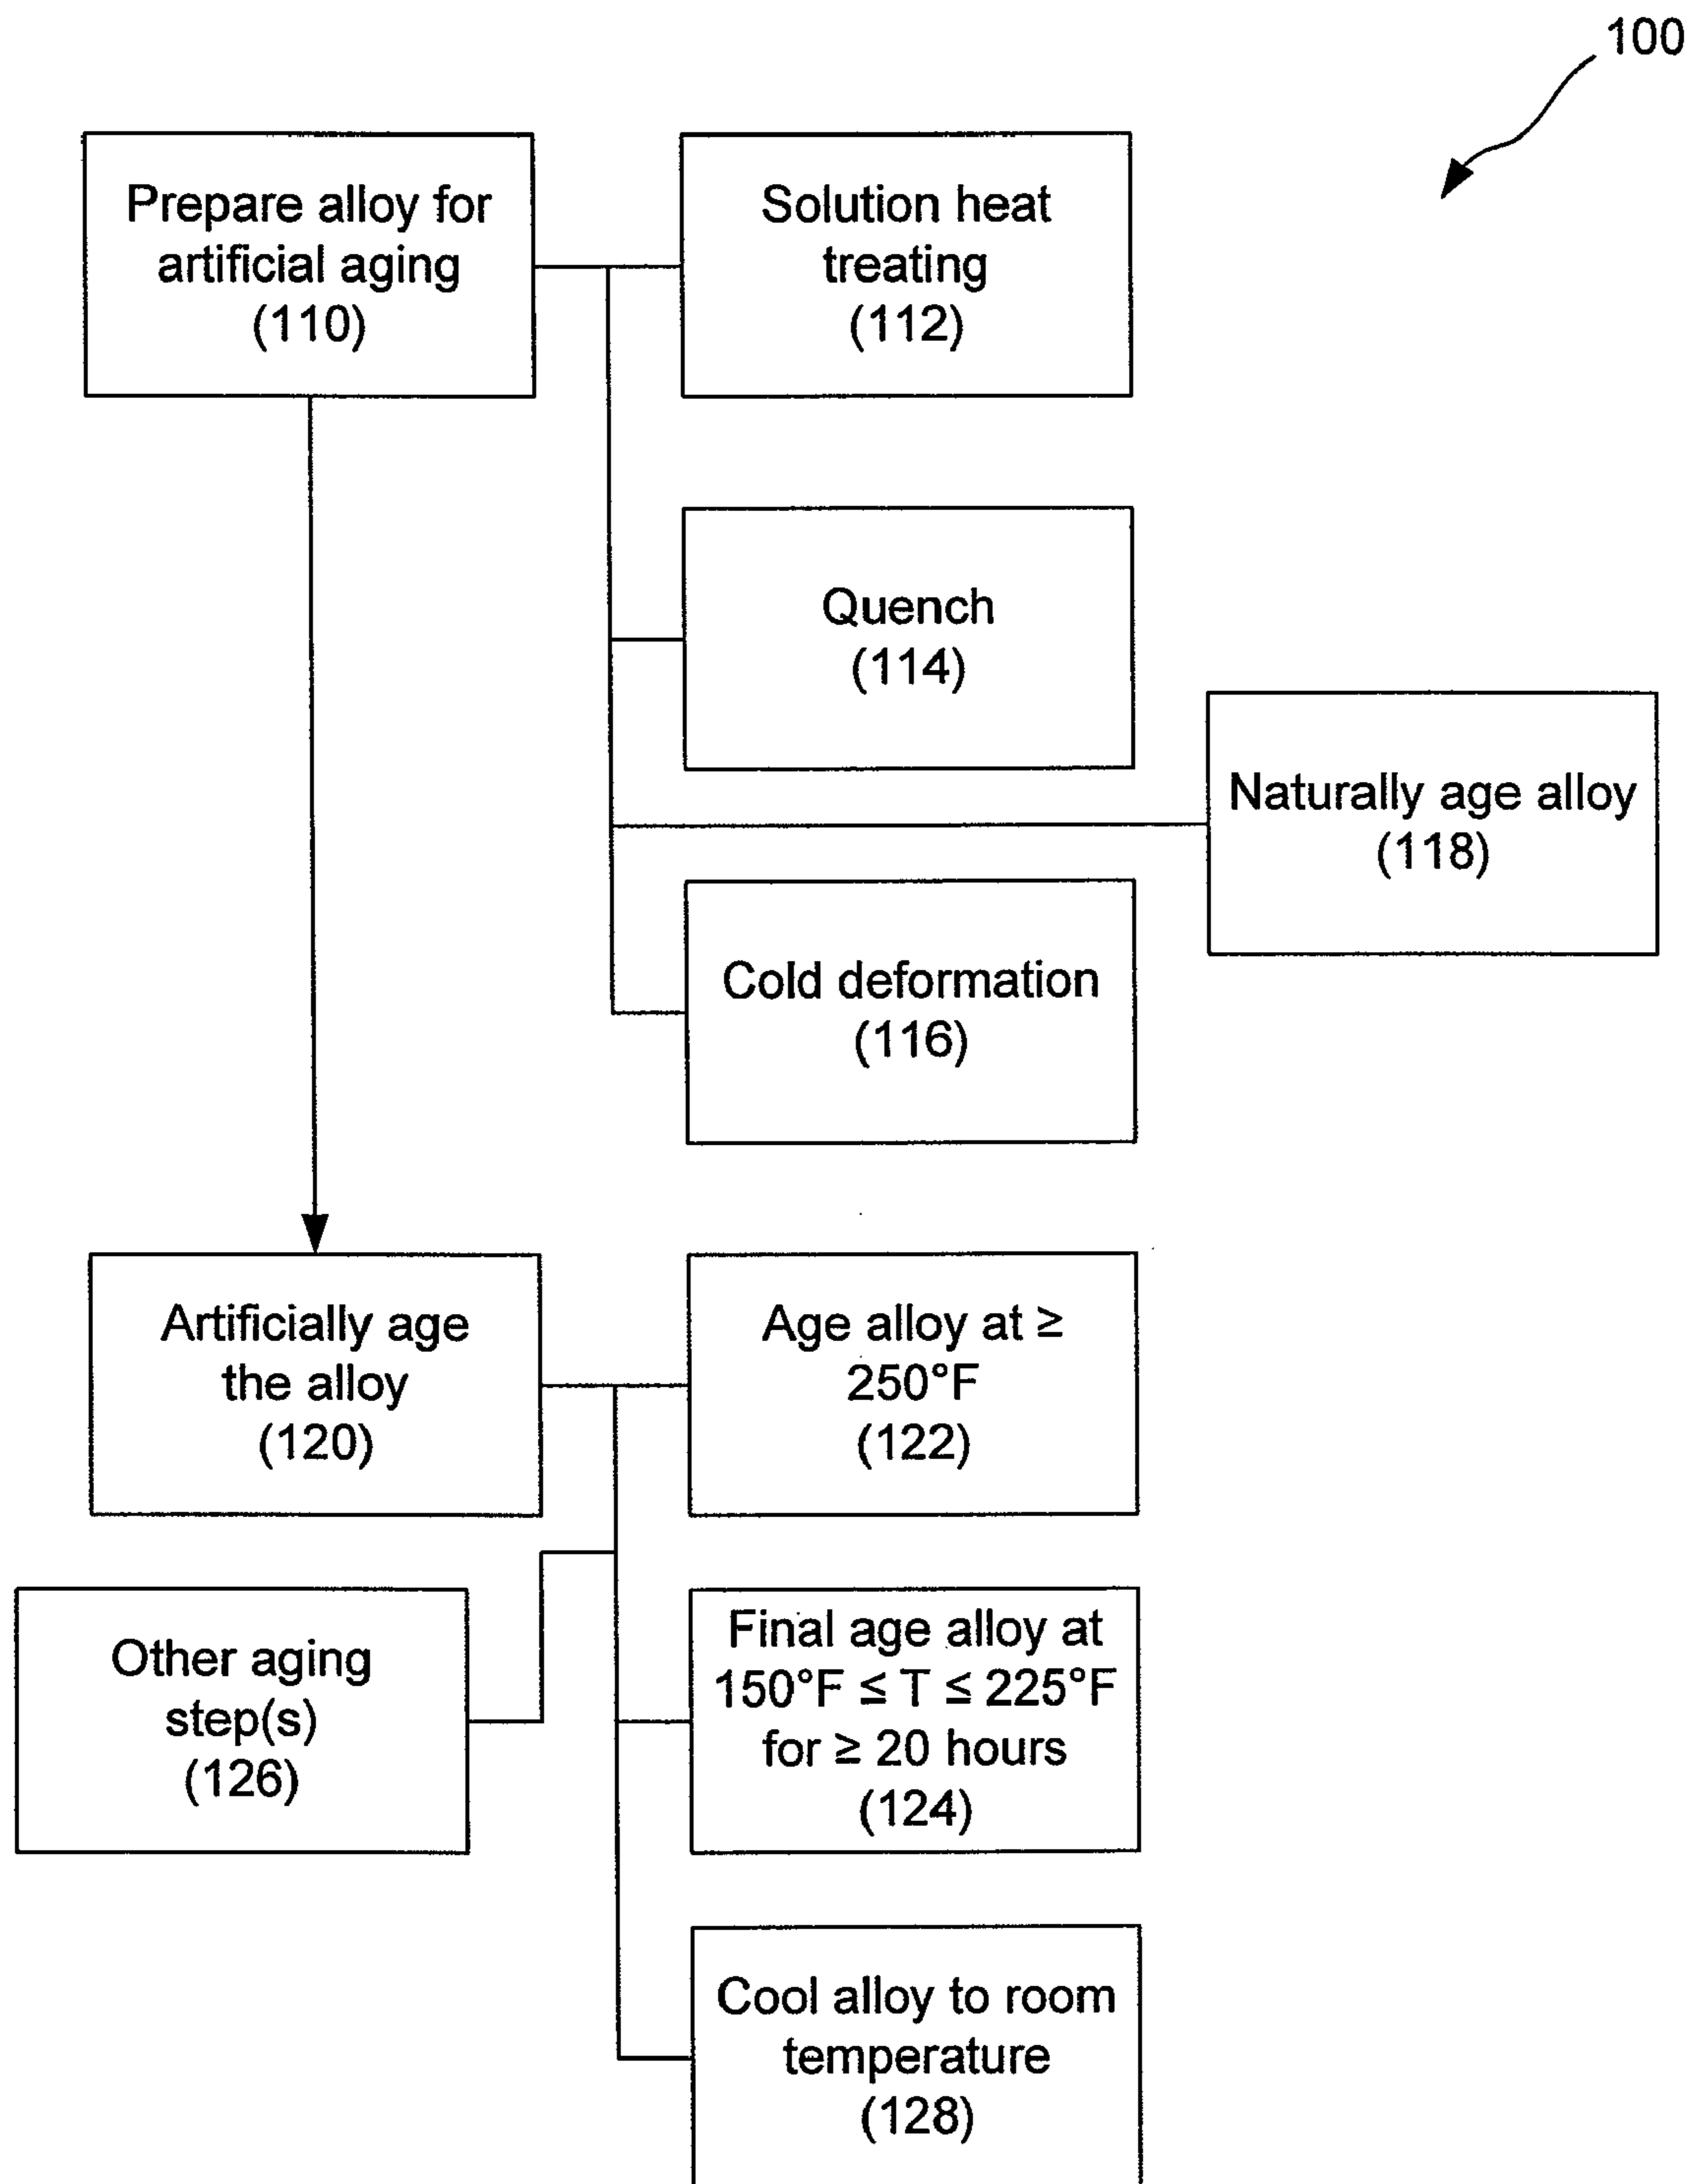 100
Prepare alloy for
artificial aging
(110)
Solution heat
treating
(112)
Quench
(114)
Naturally age alloy
(118)
Cold deformation
(116)
Artificially age
the alloy
(120)
Age alloy at ≥
250°F
(122)
Other aging
step(s)
(126)
Final age alloy at
150°F ≤ T ≤ 225°F
for ≥ 20 hours
(124)
Cool alloy to room
temperature
(128)